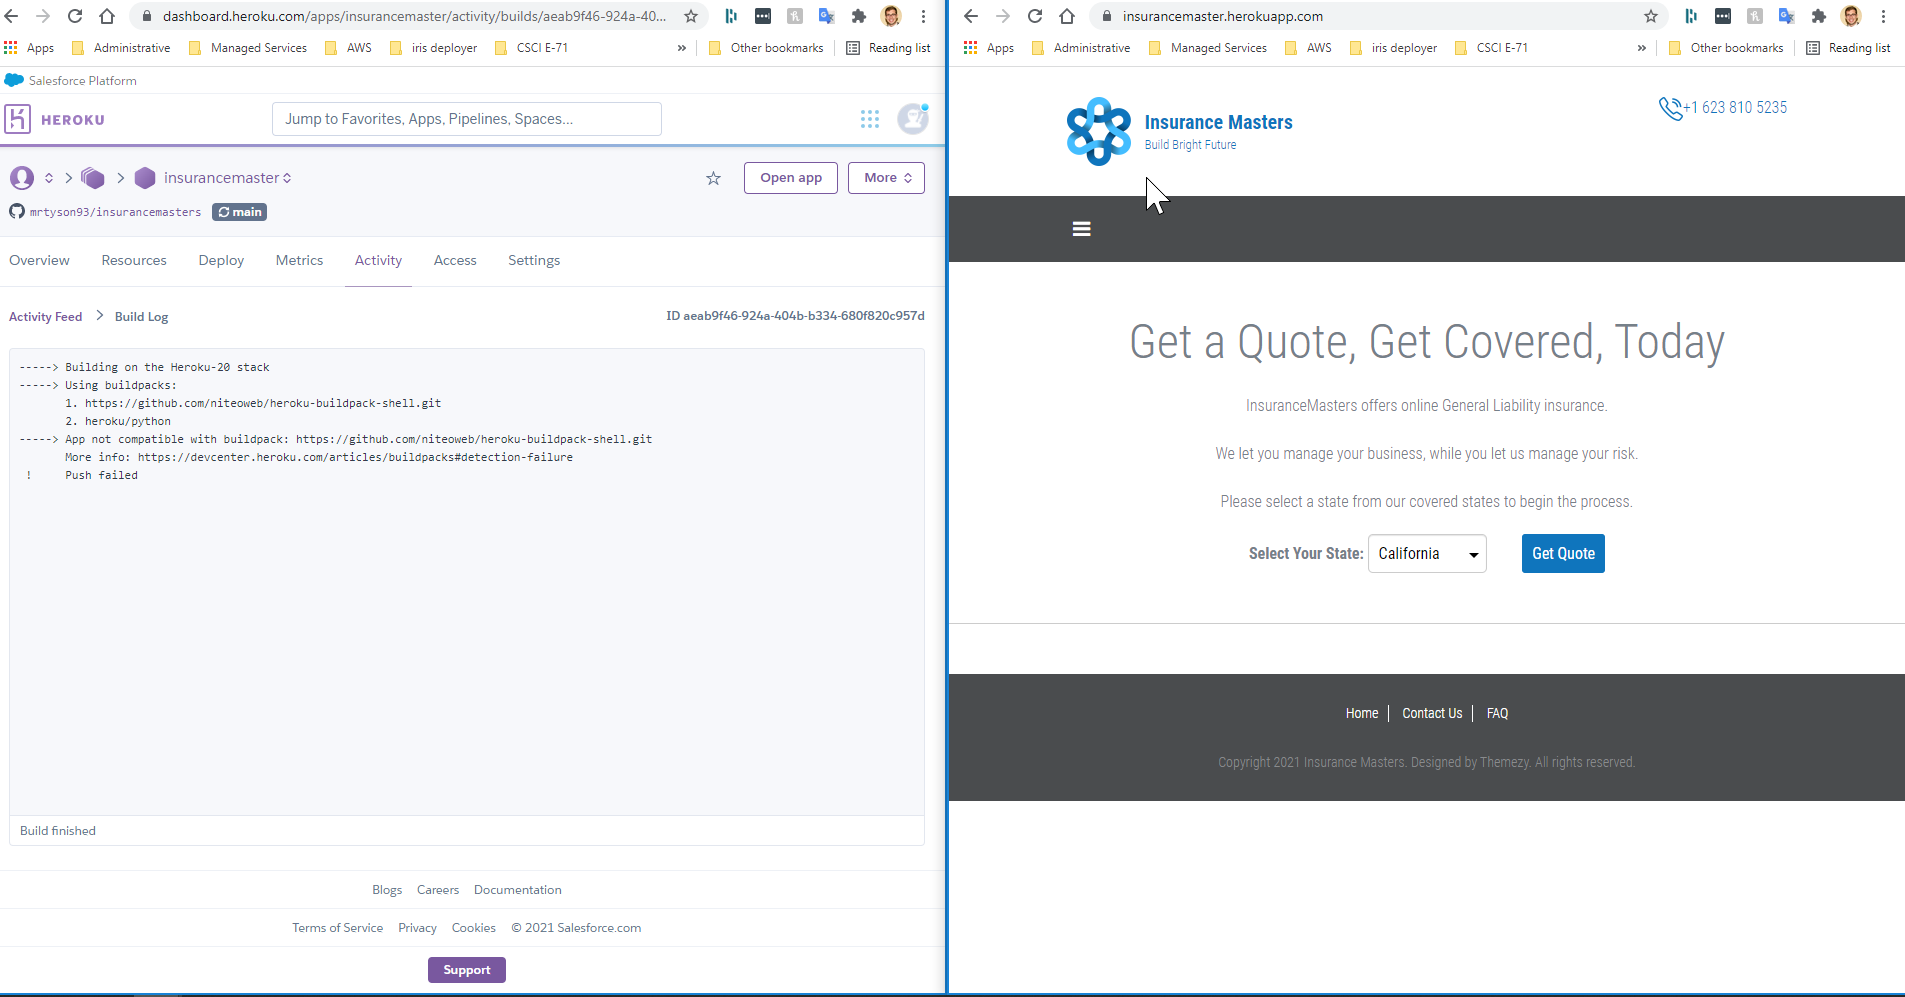 dashboard.heroku.com/apps/insurancemaster/activity/builds/aeab9f46-924a-40...
Apps Administrative Managed Services AWS iris deployer CSCI E-71 » Other bookmarks Reading list
Salesforce Platform
HEROKU
Jump to Favorites, Apps, Pipelines, Spaces...
insurancemaster
Open app
More
mrtyson93/insurancemasters main
Overview Resources Deploy Metrics Activity Access Settings
Activity Feed > Build Log
ID aeab9f46-924a-404b-b334-680f820c957d
-----> Building on the Heroku-20 stack
-----> Using buildpacks:
1. https://github.com/niteoweb/heroku-buildpack-shell.git
2. heroku/python
-----> App not compatible with buildpack: https://github.com/niteoweb/heroku-buildpack-shell.git
More info: https://devcenter.heroku.com/articles/buildpacks#detection-failure
! Push failed
Build finished
Blogs Careers Documentation
Terms of Service Privacy Cookies © 2021 Salesforce.com
Support
insurancemaster.herokuapp.com
Apps Administrative Managed Services AWS iris deployer CSCI E-71 » Other bookmarks Reading list
Insurance Masters
Build Bright Future
+1 623 810 5235
Get a Quote, Get Covered, Today
InsuranceMasters offers online General Liability insurance.
We let you manage your business, while you let us manage your risk.
Please select a state from our covered states to begin the process.
Select Your State: California Get Quote
Home | Contact Us | FAQ
Copyright 2021 Insurance Masters. Designed by Themezy. All rights reserved.